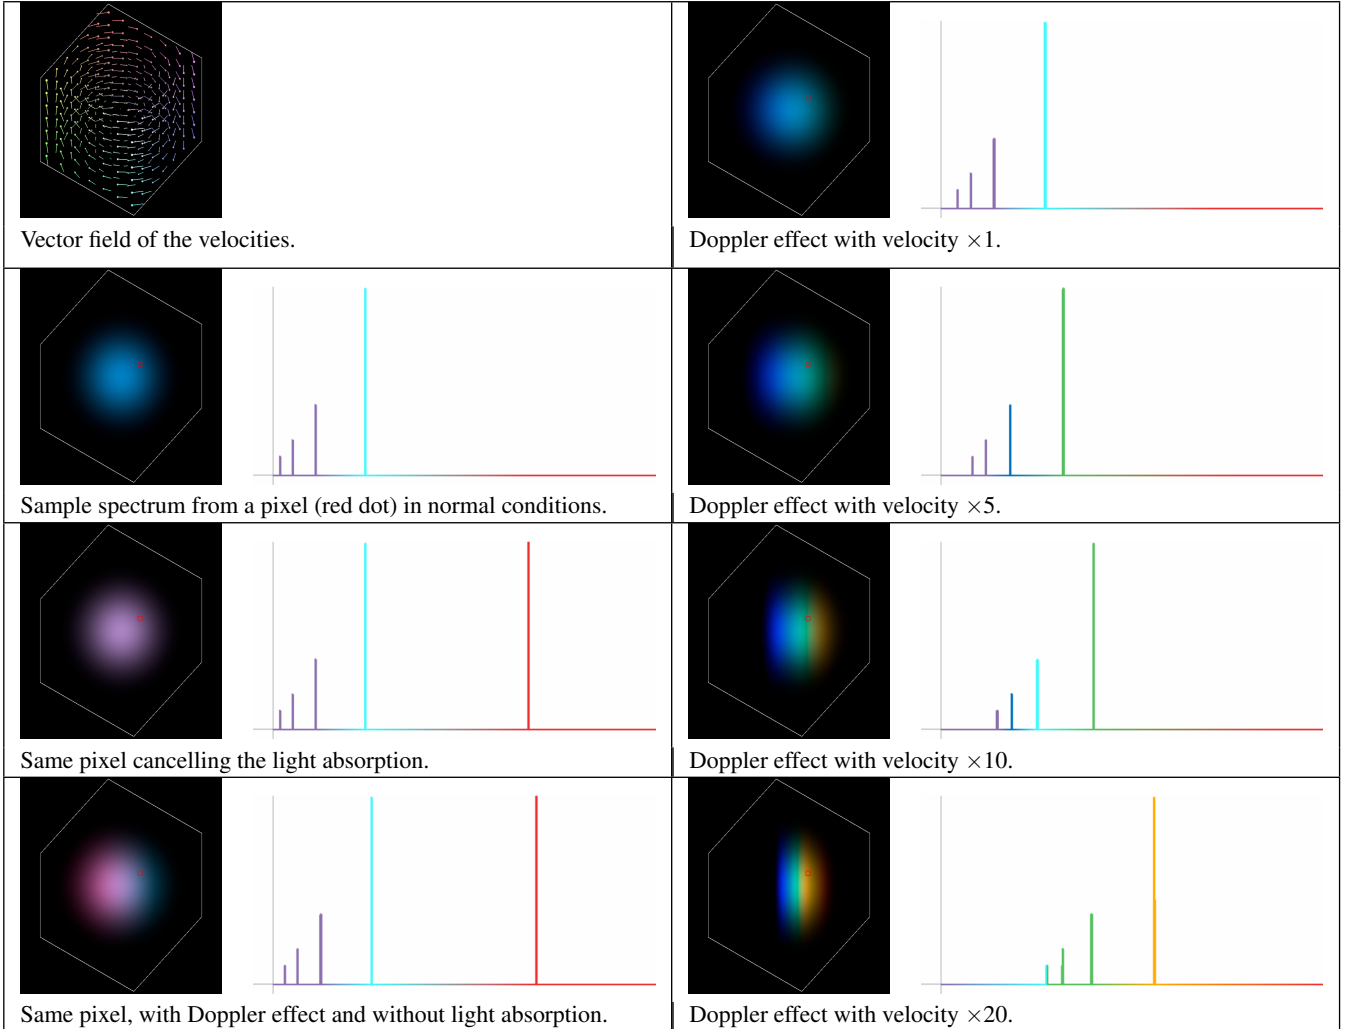 Vector field of the velocities.
Doppler effect with velocity ×1.
Sample spectrum from a pixel (red dot) in normal conditions.
Doppler effect with velocity ×5.
Same pixel cancelling the light absorption.
Doppler effect with velocity ×10.
Same pixel, with Doppler effect and without light absorption.
Doppler effect with velocity ×20.